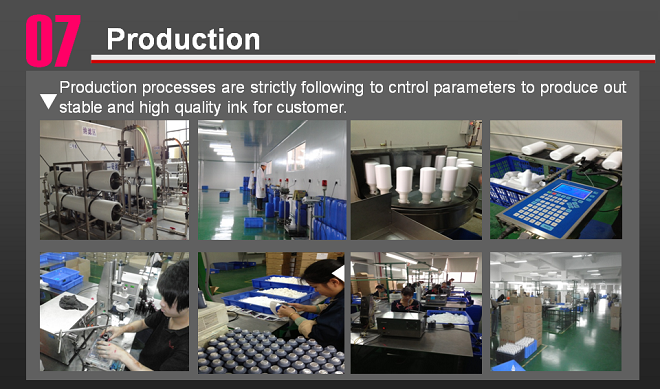 07 Production
Production processes are strictly following to cntrol parameters to produce out
stable and high quality ink for customer.